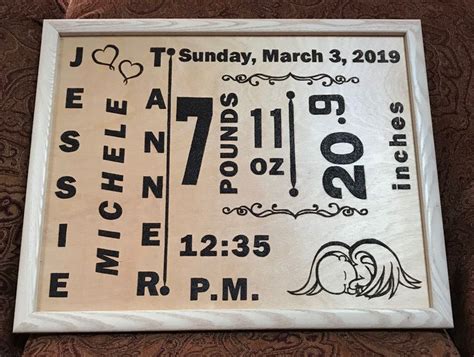 JESSIE
MICHELE
TANNER
Sunday, March 3, 2019
7
POUNDS
11
oz
20.9
inches
12:35
P.M.